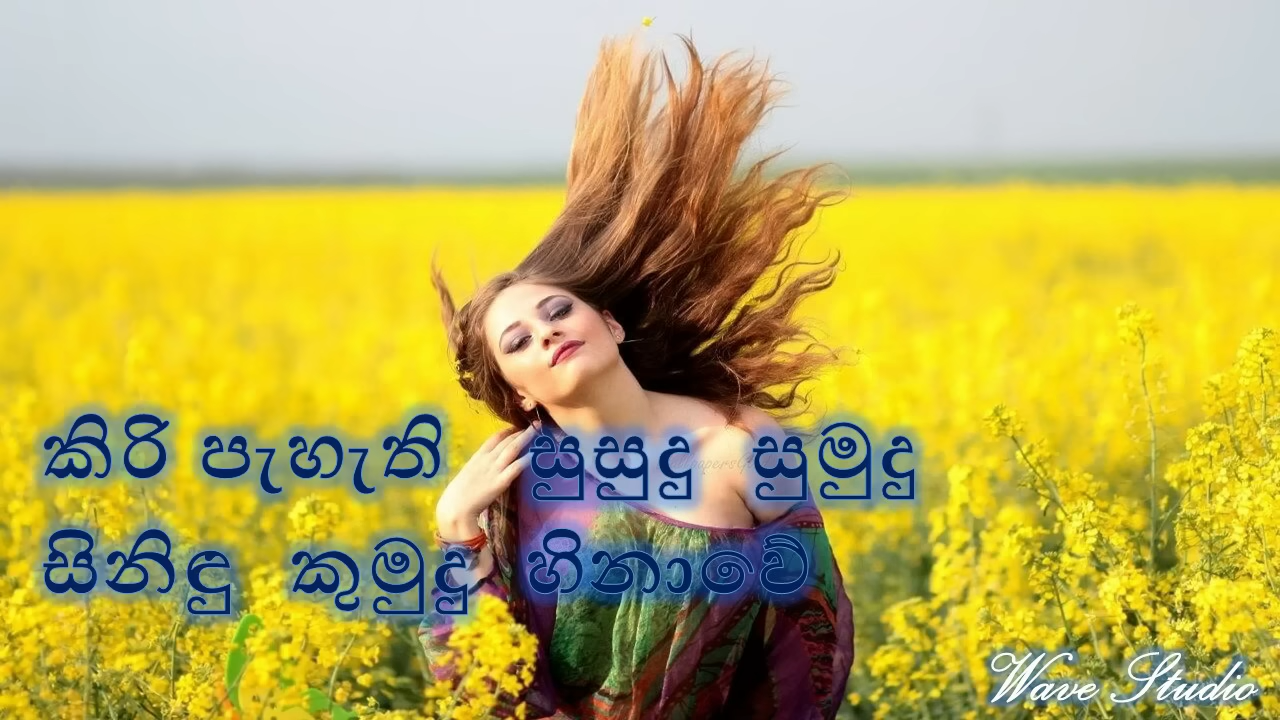 කිරි පැහැති සුසුදු සුමුදු
සිනිඳු කුමුදු හිනාවේ
Wave Studio